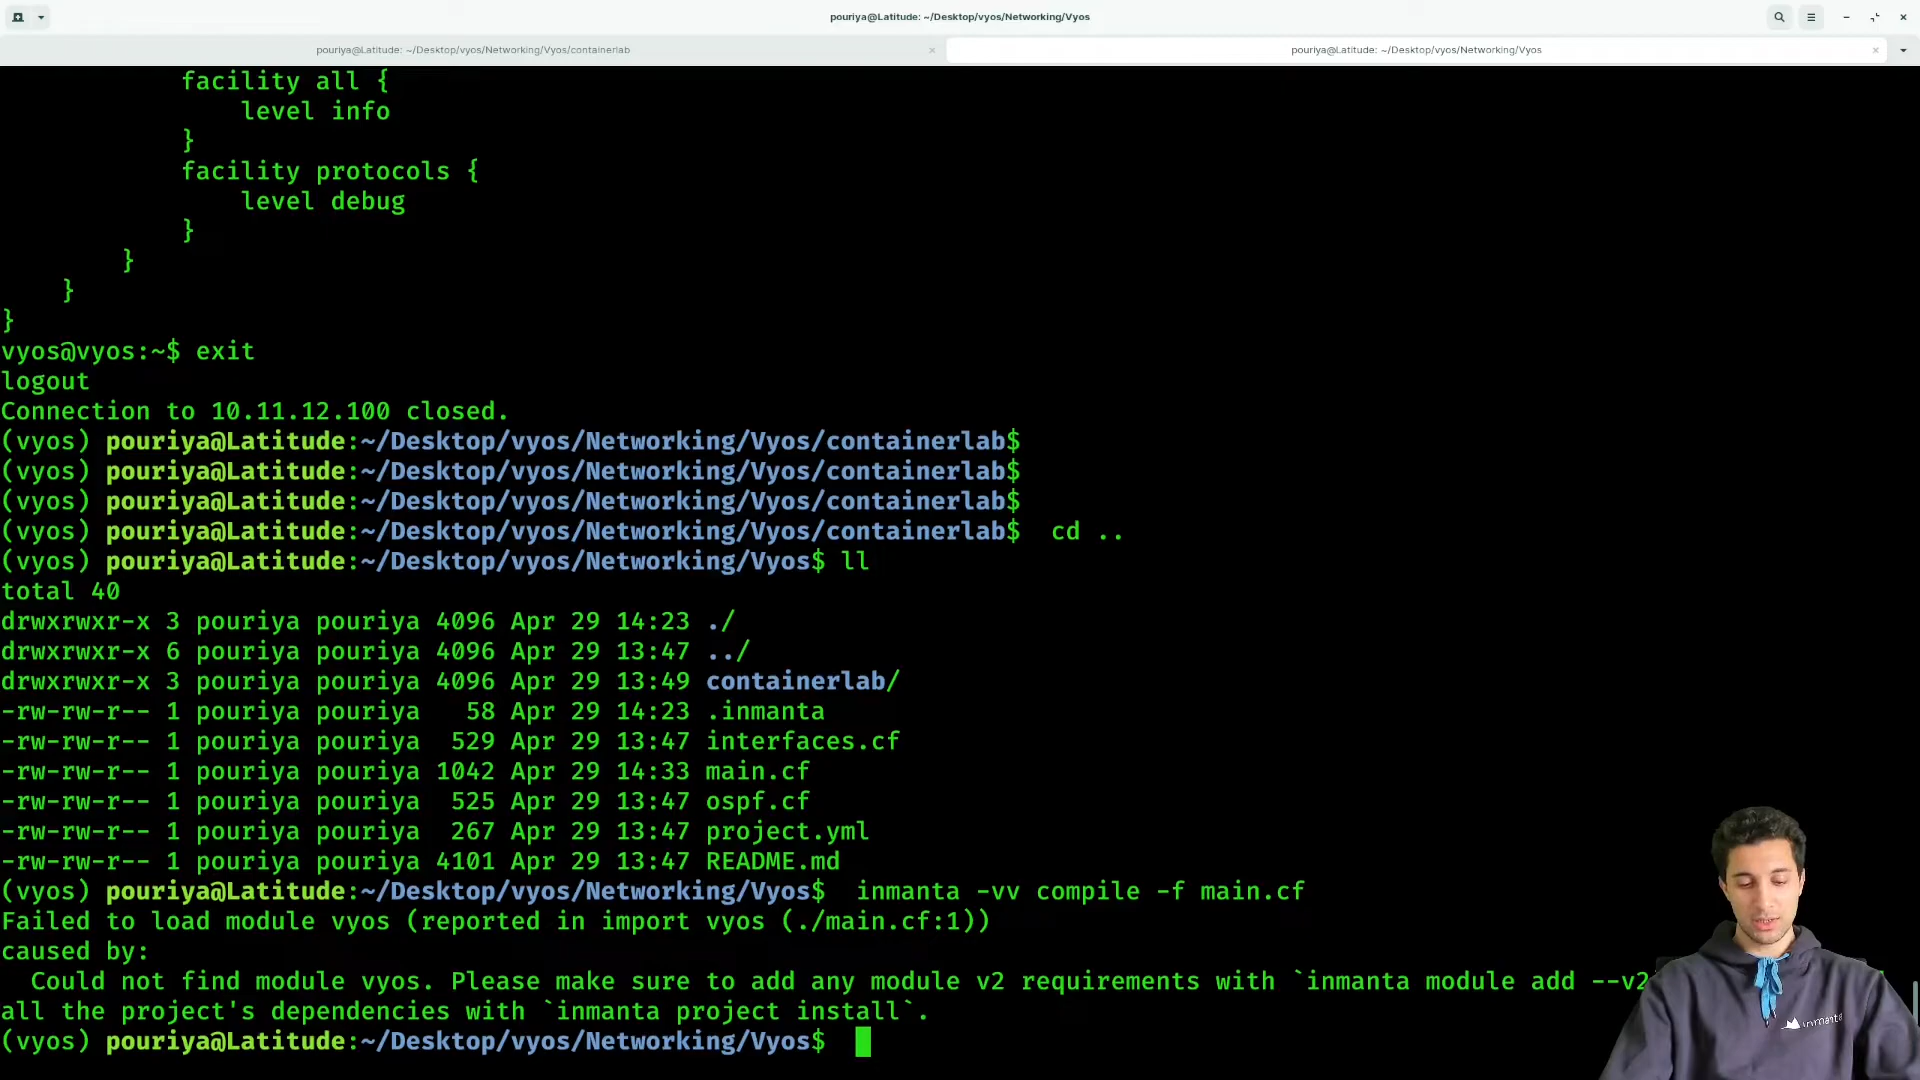 pouriya@Latitude: ~/Desktop/vyos/Networking/Vyos
pouriya@Latitude: ~/Desktop/vyos/Networking/Vyos/containerlab
pouriya@Latitude: ~/Desktop/vyos/Networking/Vyos
            facility all {
                level info
            }
            facility protocols {
                level debug
            }
        }
    }
}
vyos@vyos:~$ exit
logout
Connection to 10.11.12.100 closed.
(vyos) pouriya@Latitude:~/Desktop/vyos/Networking/Vyos/containerlab$
(vyos) pouriya@Latitude:~/Desktop/vyos/Networking/Vyos/containerlab$
(vyos) pouriya@Latitude:~/Desktop/vyos/Networking/Vyos/containerlab$
(vyos) pouriya@Latitude:~/Desktop/vyos/Networking/Vyos/containerlab$  cd ..
(vyos) pouriya@Latitude:~/Desktop/vyos/Networking/Vyos$ ll
total 40
drwxrwxr-x 3 pouriya pouriya 4096 Apr 29 14:23 ./
drwxrwxr-x 6 pouriya pouriya 4096 Apr 29 13:47 ../
drwxrwxr-x 3 pouriya pouriya 4096 Apr 29 13:49 containerlab/
-rw-rw-r-- 1 pouriya pouriya   58 Apr 29 14:23 .inmanta
-rw-rw-r-- 1 pouriya pouriya  529 Apr 29 13:47 interfaces.cf
-rw-rw-r-- 1 pouriya pouriya 1042 Apr 29 14:33 main.cf
-rw-rw-r-- 1 pouriya pouriya  525 Apr 29 13:47 ospf.cf
-rw-rw-r-- 1 pouriya pouriya  267 Apr 29 13:47 project.yml
-rw-rw-r-- 1 pouriya pouriya 4101 Apr 29 13:47 README.md
(vyos) pouriya@Latitude:~/Desktop/vyos/Networking/Vyos$  inmanta -vv compile -f main.cf
Failed to load module vyos (reported in import vyos (./main.cf:1))
caused by:
  Could not find module vyos. Please make sure to add any module v2 requirements with `inmanta module add --v2
all the project's dependencies with `inmanta project install`.
(vyos) pouriya@Latitude:~/Desktop/vyos/Networking/Vyos$
inmanta